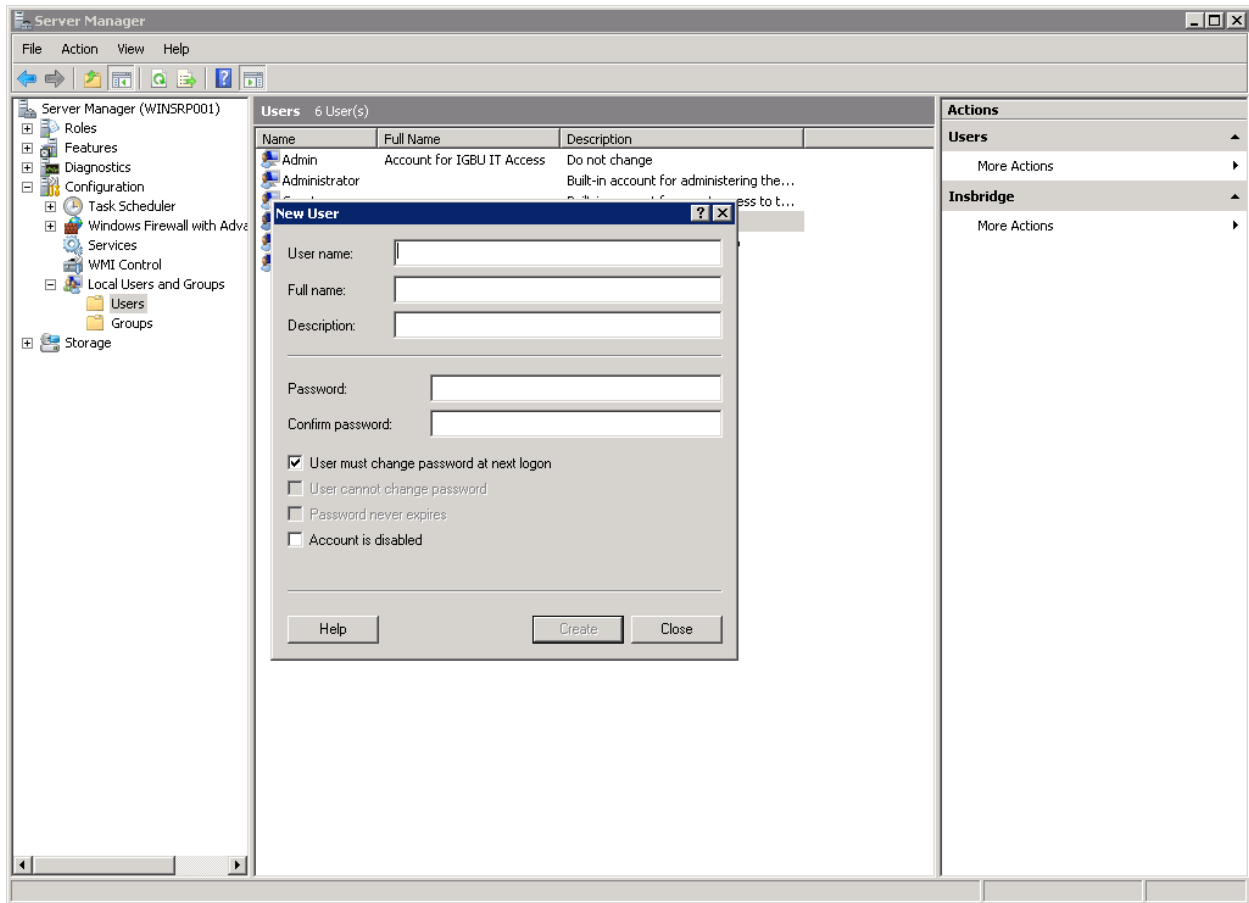 Server Manager
File Action View Help
Server Manager (WINSRP001)
Roles
Features
Diagnostics
Configuration
Task Scheduler
Windows Firewall with Adva
Services
WMI Control
Local Users and Groups
Users
Groups
Storage
Users 6 User(s)
Name Full Name Description
Admin Account for IGBU IT Access Do not change
Administrator Built-in account for administering the...
New User
User name:
Full name:
Description:
Password:
Confirm password:
User must change password at next logon
User cannot change password
Password never expires
Account is disabled
Help Create Close
Actions
Users
More Actions
Insbridge
More Actions